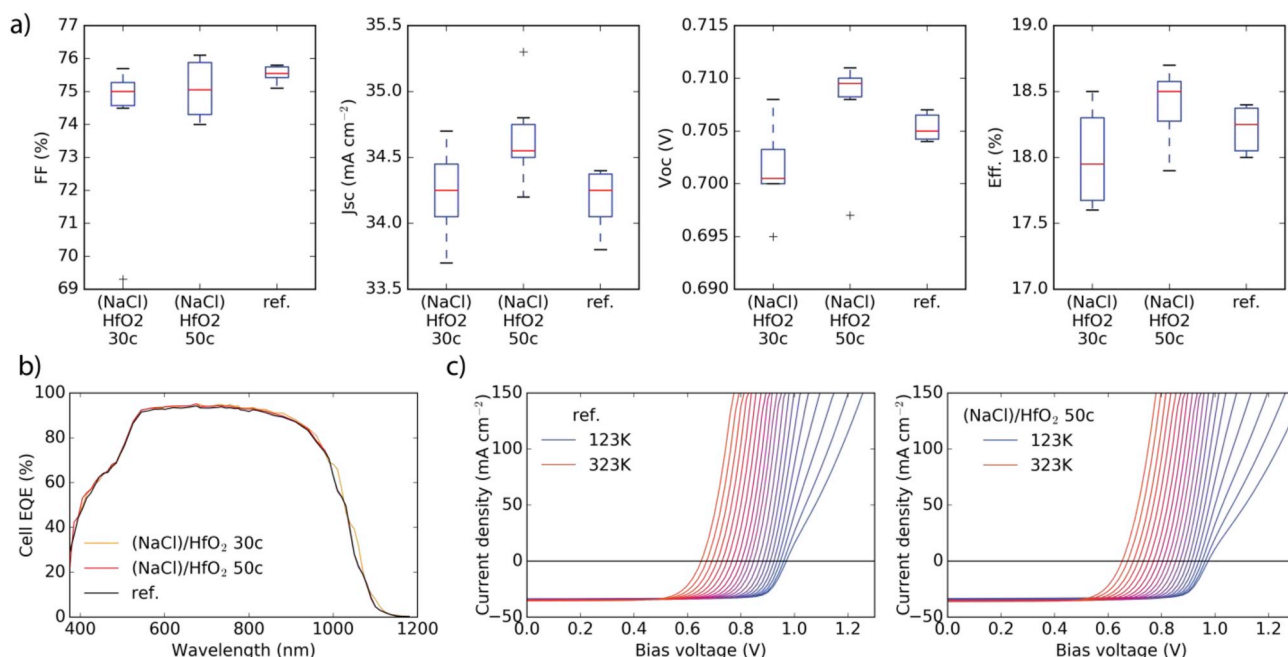 a)
77
76
75
74
73
72
71
70
69
FF (%)
(NaCl)
HfO2
30c
(NaCl)
HfO2
50c
ref.
35.5
35.0
34.5
34.0
33.5
Jsc (mA cm⁻²)
(NaCl)
HfO2
30c
(NaCl)
HfO2
50c
ref.
0.715
0.710
0.705
0.700
0.695
0.690
Voc (V)
(NaCl)
HfO2
30c
(NaCl)
HfO2
50c
ref.
19.0
18.5
18.0
17.5
17.0
Eff. (%)
(NaCl)
HfO2
30c
(NaCl)
HfO2
50c
ref.
b)
100
80
60
40
20
0
Cell EQE (%)
(NaCl)/HfO₂ 30c
(NaCl)/HfO₂ 50c
ref.
400 600 800 1000 1200
Wavelength (nm)
c)
150
100
50
0
−50
Current density (mA cm⁻²)
ref.
123K
323K
0.0 0.2 0.4 0.6 0.8 1.0 1.2
Bias voltage (V)
150
100
50
0
−50
Current density (mA cm⁻²)
(NaCl)/HfO₂ 50c
123K
323K
0.0 0.2 0.4 0.6 0.8 1.0 1.2
Bias voltage (V)